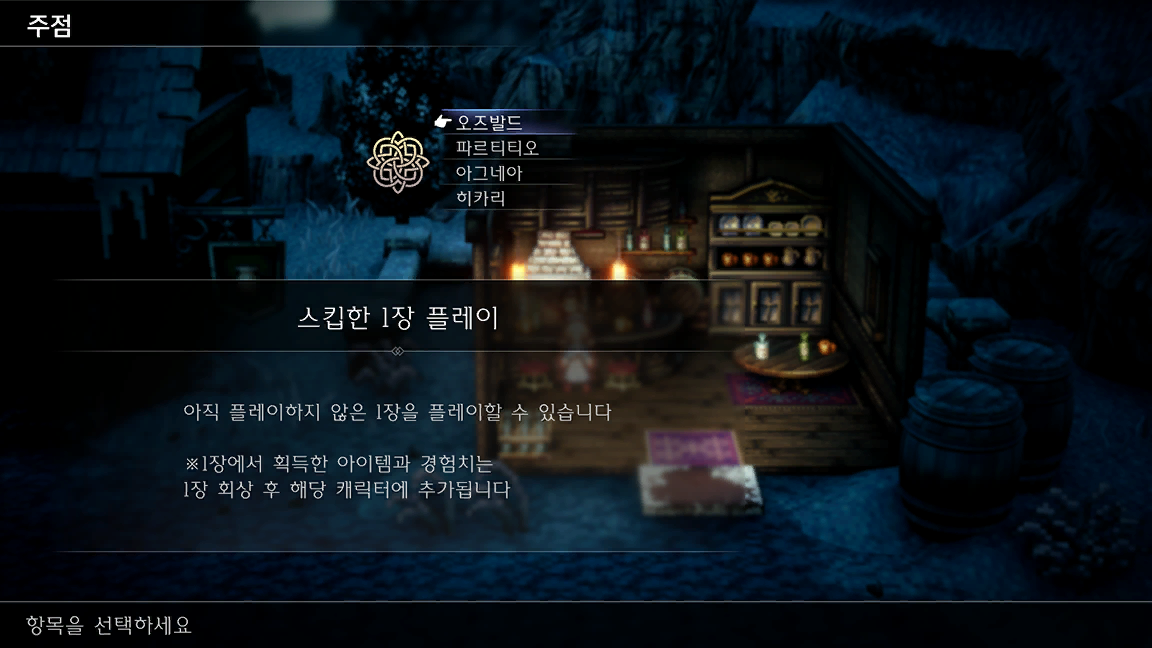 주점
오즈발드
파르티티오
아그네아
히카리
스킵한 1장 플레이
아직 플레이하지 않은 1장을 플레이할 수 있습니다
※1장에서 획득한 아이템과 경험치는
1장 회상 후 해당 캐릭터에 추가됩니다
항목을 선택하세요